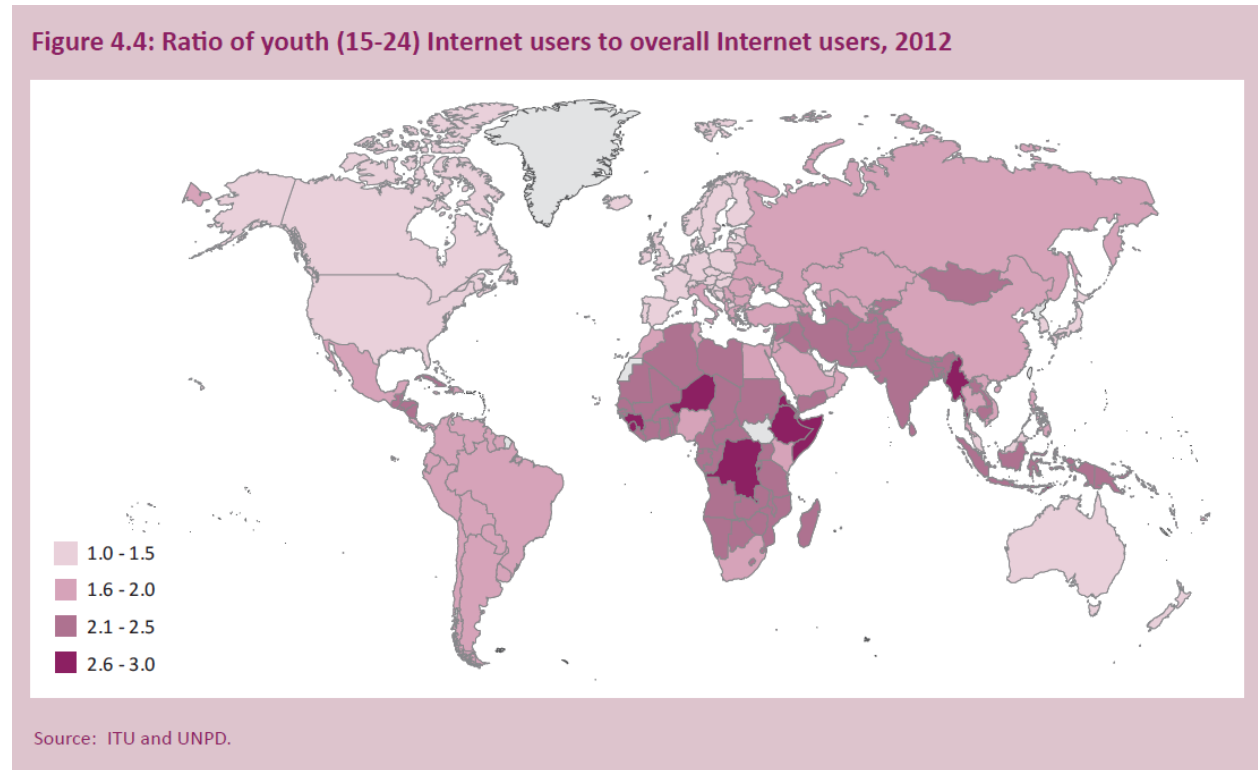 Figure 4.4: Ratio of youth (15-24) Internet users to overall Internet users, 2012
1.0 - 1.5
1.6 - 2.0
2.1 - 2.5
2.6 - 3.0
Source: ITU and UNPD.